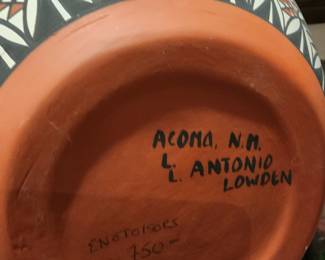 ACOMA, N.M.
L. ANTONIO
L. LOWDEN
750-